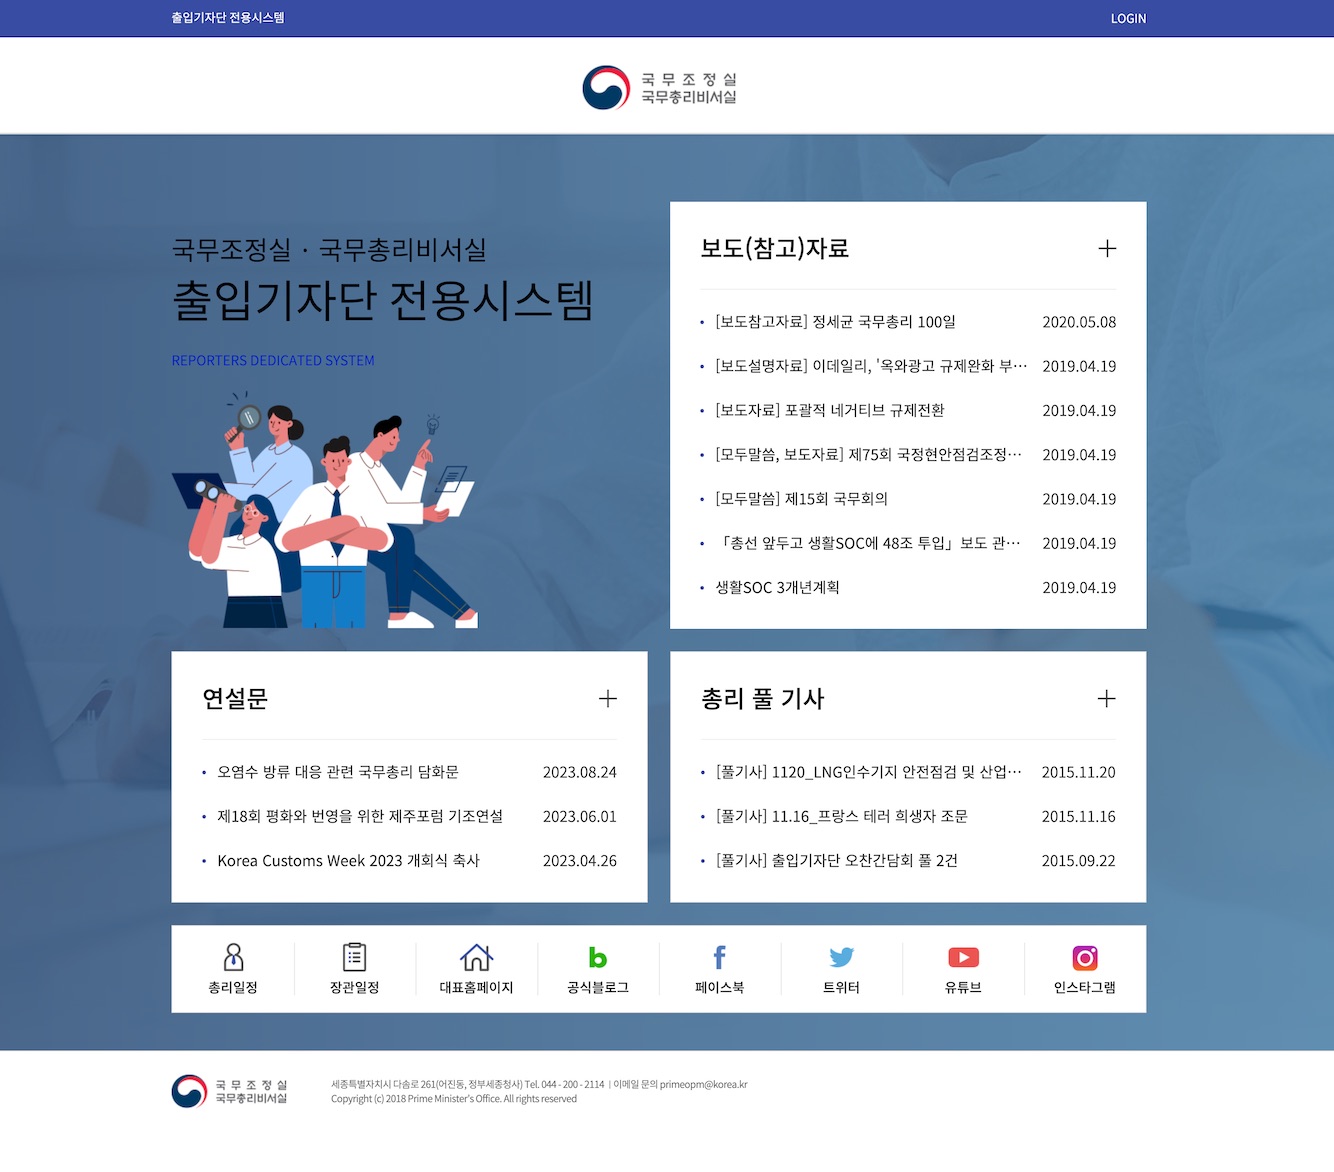 출입기자단 전용시스템
LOGIN
국무조정실
국무총리비서실
국무조정실 · 국무총리비서실
출입기자단 전용시스템
REPORTERS DEDICATED SYSTEM
보도(참고)자료
[보도참고자료] 정세균 국무총리 100일 2020.05.08
[보도설명자료] 이데일리, '옥와광고 규제완화 부··· 2019.04.19
[보도자료] 포괄적 네거티브 규제전환 2019.04.19
[모두말씀, 보도자료] 제75회 국정현안점검조정··· 2019.04.19
[모두말씀] 제15회 국무회의 2019.04.19
「총선 앞두고 생활SOC에 48조 투입」보도 관··· 2019.04.19
생활SOC 3개년계획 2019.04.19
연설문
오염수 방류 대응 관련 국무총리 담화문 2023.08.24
제18회 평화와 번영을 위한 제주포럼 기조연설 2023.06.01
Korea Customs Week 2023 개회식 축사 2023.04.26
총리 풀 기사
[풀기사] 1120_LNG인수기지 안전점검 및 산업··· 2015.11.20
[풀기사] 11.16_프랑스 테러 희생자 조문 2015.11.16
[풀기사] 출입기자단 오찬간담회 풀 2건 2015.09.22
총리일정
장관일정
대표홈페이지
공식블로그
페이스북
트위터
유튜브
인스타그램
국무조정실
국무총리비서실
세종특별자치시 다솜로 261(어진동, 정부세종청사) Tel. 044 - 200 - 2114 | 이메일 문의 primeopm@korea.kr
Copyright (c) 2018 Prime Minister's Office. All rights reserved